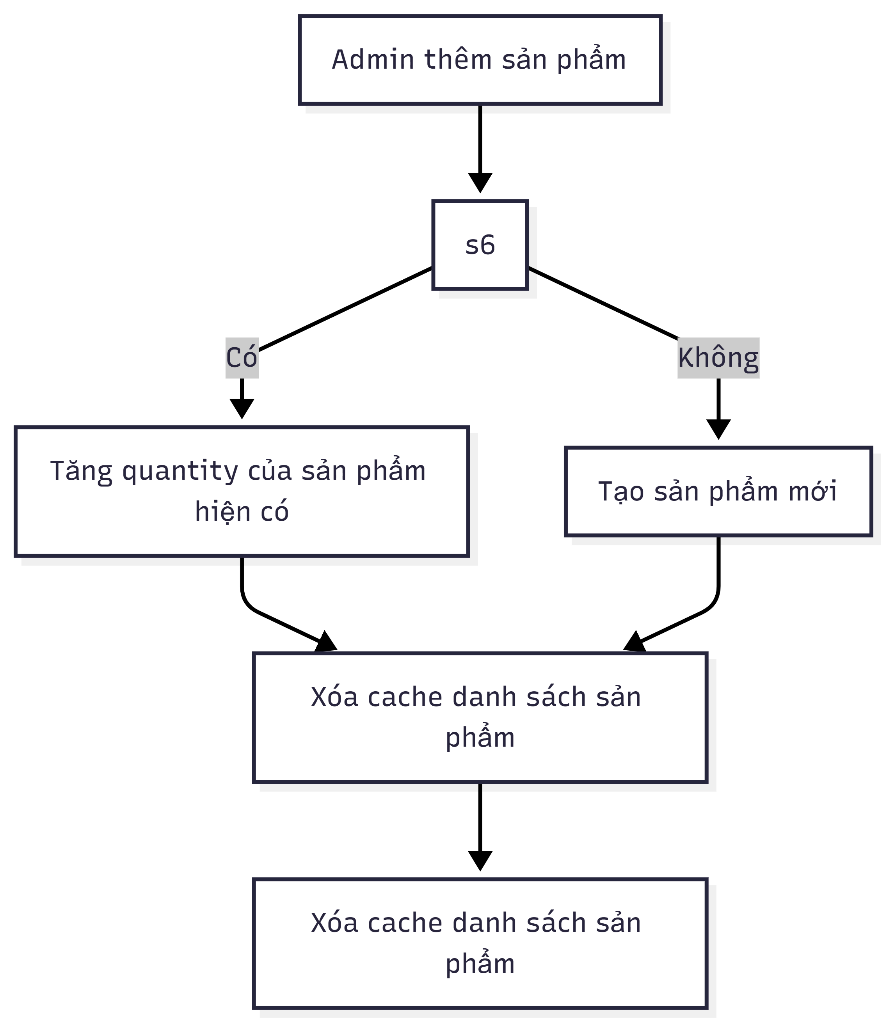 Admin thêm sản phẩm
s6
Có
Không
Tăng quantity của sản phẩm
hiện có
Tạo sản phẩm mới
Xóa cache danh sách sản
phẩm
Xóa cache danh sách sản
phẩm